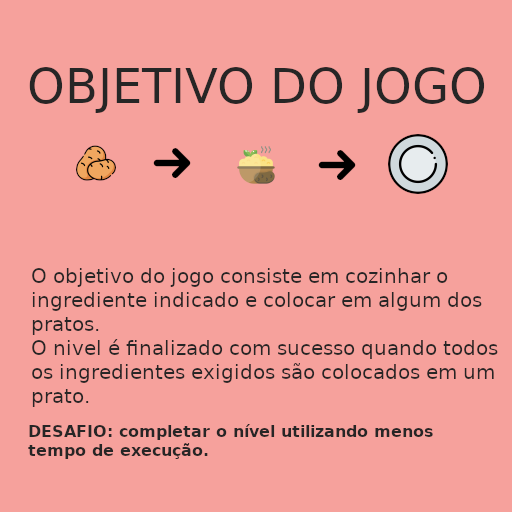 OBJETIVO DO JOGO
O objetivo do jogo consiste em cozinhar o
ingrediente indicado e colocar em algum dos
pratos.
O nivel é finalizado com sucesso quando todos
os ingredientes exigidos são colocados em um
prato.
DESAFIO: completar o nível utilizando menos
tempo de execução.